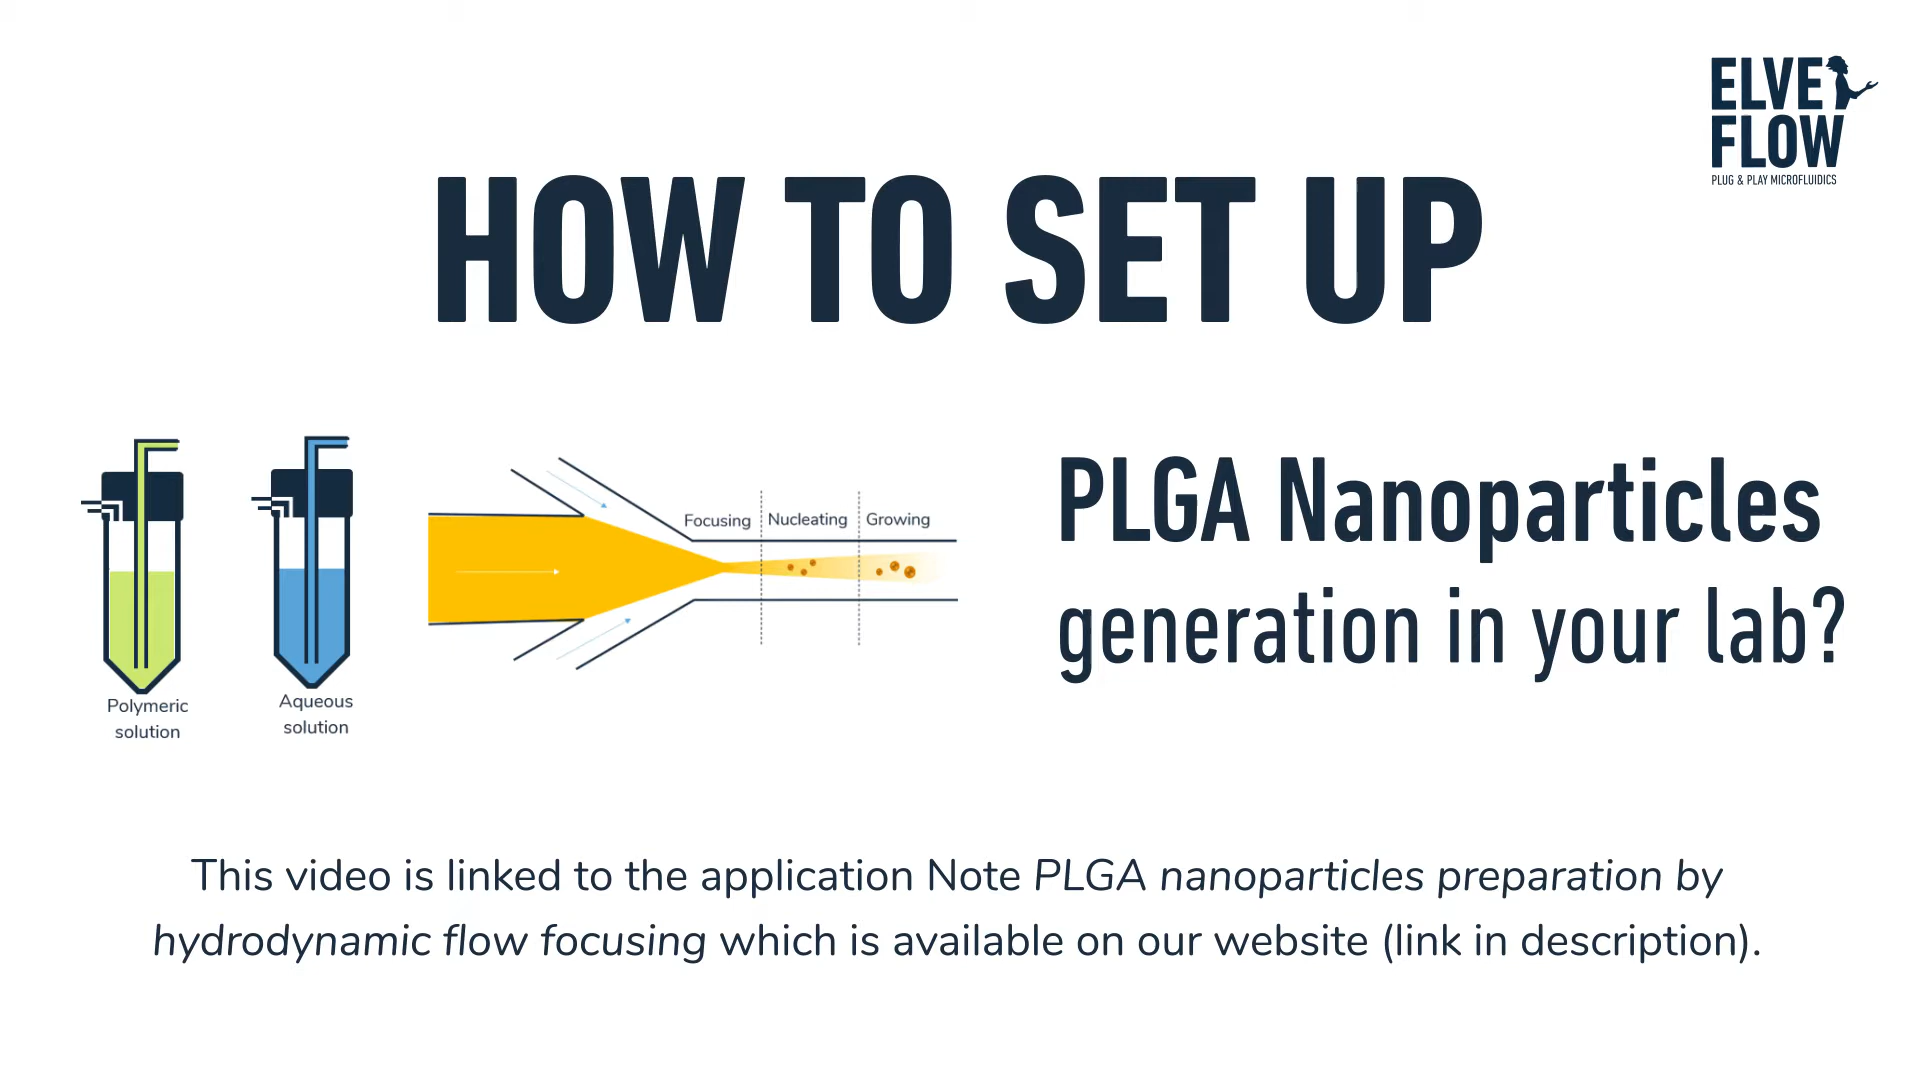 ELVE
FLOW
PLUG & PLAY MICROFLUIDICS
HOW TO SET UP
Focusing
Nucleating
Growing
Polymeric
solution
Aqueous
solution
PLGA Nanoparticles
generation in your lab?
This video is linked to the application Note PLGA nanoparticles preparation by
hydrodynamic flow focusing which is available on our website (link in description).